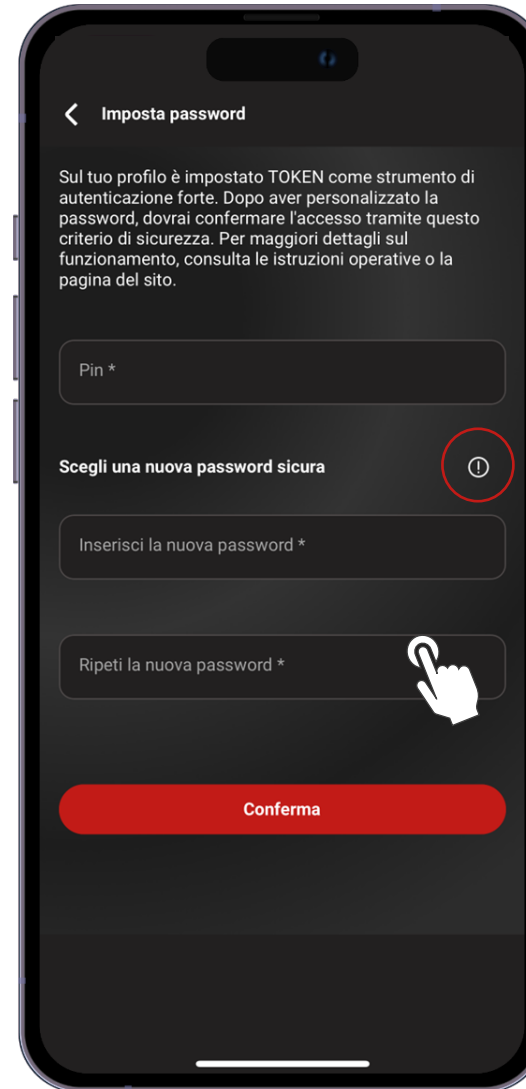 Imposta password
Sul tuo profilo è impostato TOKEN come strumento di
autenticazione forte. Dopo aver personalizzato la
password, dovrai confermare l'accesso tramite questo
criterio di sicurezza. Per maggiori dettagli sul
funzionamento, consulta le istruzioni operative o la
pagina del sito.
Pin *
Scegli una nuova password sicura
Inserisci la nuova password *
Ripeti la nuova password *
Conferma